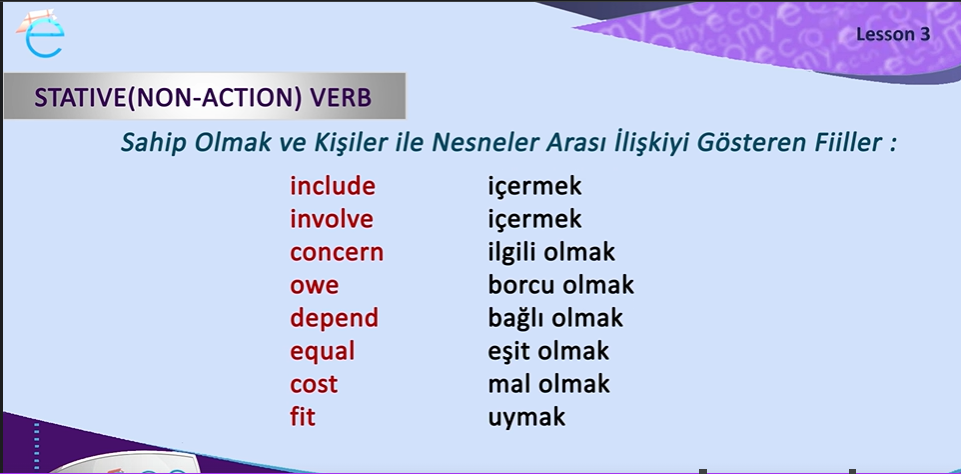 Lesson 3
STATIVE(NON-ACTION) VERB
Sahip Olmak ve Kişiler ile Nesneler Arası İlişkiyi Gösteren Fiiller :
include içermek
involve içermek
concern ilgili olmak
owe borcu olmak
depend bağlı olmak
equal eşit olmak
cost mal olmak
fit uymak